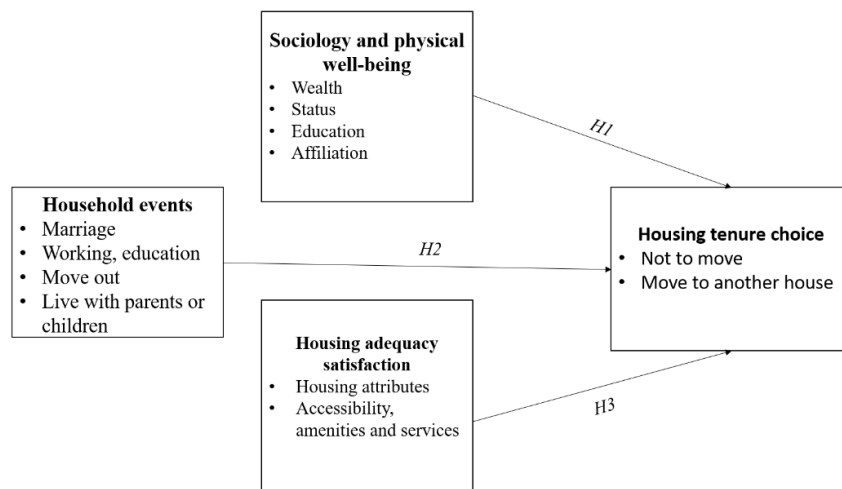 Sociology and physical
well-being
• Wealth
• Status
• Education
• Affiliation
H1
Household events
• Marriage
• Working, education
• Move out
• Live with parents or
children
H2
Housing tenure choice
• Not to move
• Move to another house
Housing adequacy
satisfaction
• Housing attributes
• Accessibility,
amenities and services
H3